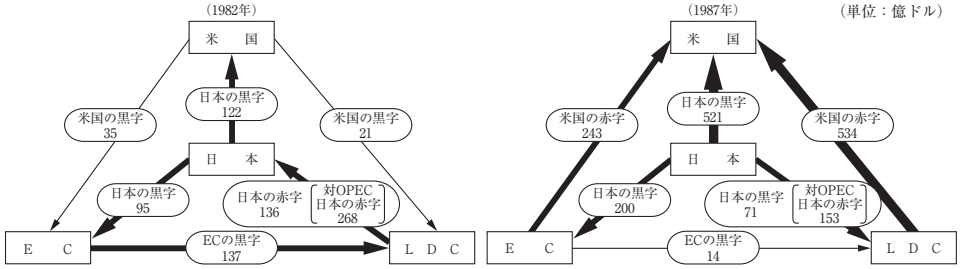 （1982年）
米　国
日本の黒字
122
米国の黒字
35
米国の黒字
21
日　本
日本の黒字
95
日本の赤字
136
対OPEC
日本の赤字
268
E　C
ECの黒字
137
L　D　C
（1987年）
（単位：億ドル）
米　国
日本の黒字
521
米国の赤字
243
米国の赤字
534
日　本
日本の黒字
200
日本の黒字
71
対OPEC
日本の赤字
153
E　C
ECの黒字
14
L　D　C